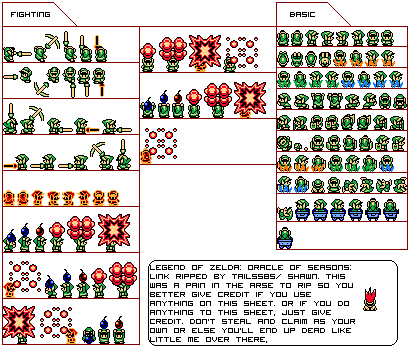 FIGHTING
BASIC
LEGEND OF ZELDA: ORACLE OF SEASONS:
LINK RIPPED BY TAILS585/ SHAWN. THIS
WAS A PAIN IN THE ARSE TO RIP SO YOU
BETTER GIVE CREDIT IF YOU USE
ANYTHING ON THIS SHEET. OR IF YOU DO
ANYTHING TO THIS SHEET, JUST GIVE
CREDIT. DON'T STEAL AND CLAIM AS YOUR
OWN OR ELSE YOU'LL END UP DEAD LIKE
LITTLE ME OVER THERE,